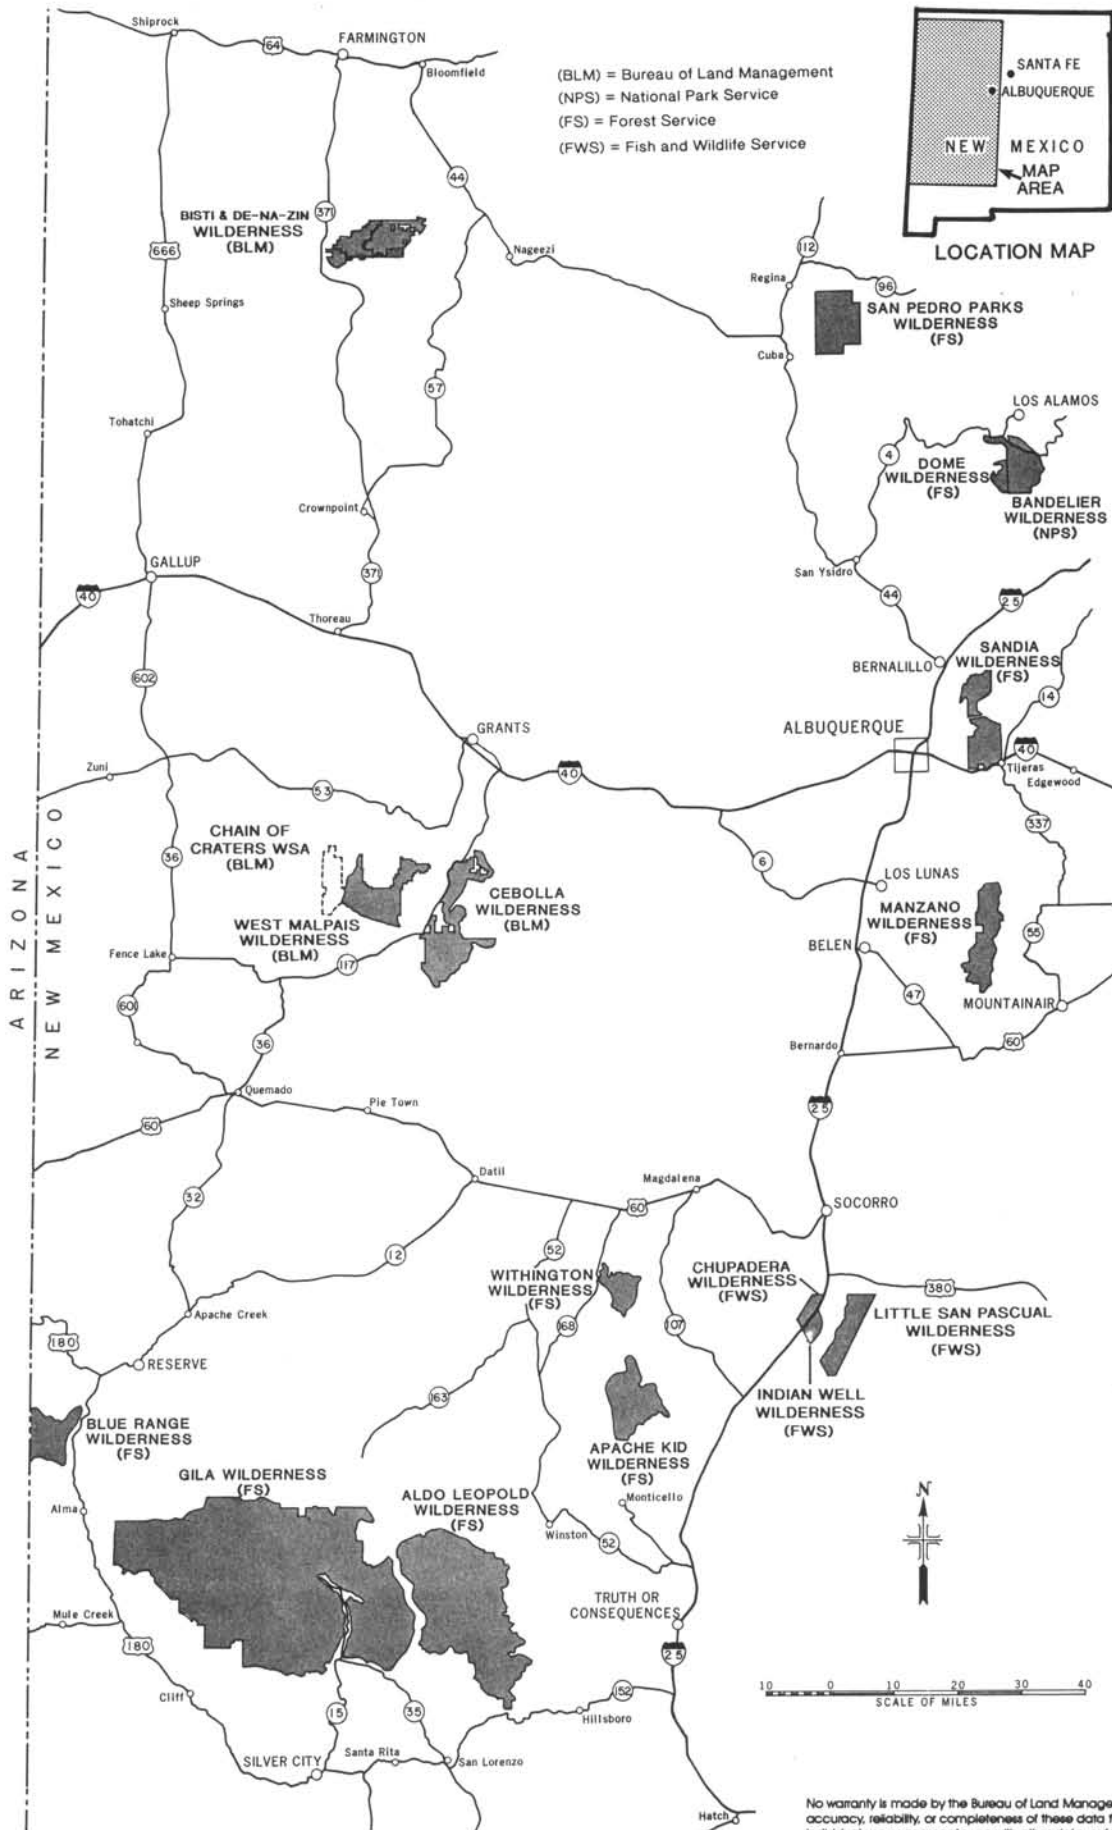 Shiprock
64
FARMINGTON
Bloomfield
(BLM) = Bureau of Land Management
(NPS) = National Park Service
(FS) = Forest Service
(FWS) = Fish and Wildlife Service
SANTA FE
ALBUQUERQUE
NEW MEXICO
MAP
AREA
LOCATION MAP
44
371
BISTI & DE-NA-ZIN
WILDERNESS
(BLM)
666
Nageezi
112
Regina
96
Sheep Springs
SAN PEDRO PARKS
WILDERNESS
(FS)
Cuba
57
LOS ALAMOS
Tohatchi
4
DOME
WILDERNESS
(FS)
BANDELIER
WILDERNESS
(NPS)
Crownpoint
GALLUP
40
371
San Ysidro
44
25
Thoreau
BERNALILLO
SANDIA
WILDERNESS
(FS)
602
14
GRANTS
ALBUQUERQUE
40
40
Tijeras
Edgewood
Zuni
53
337
CHAIN OF
CRATERS WSA
(BLM)
36
6
LOS LUNAS
CEBOLLA
WILDERNESS
(BLM)
MANZANO
WILDERNESS
(FS)
WEST MALPAIS
WILDERNESS
(BLM)
55
BELEN
Fence Lake
117
47
MOUNTAINAIR
ARIZONA
NEW MEXICO
601
36
60
Bernardo
Quemado
Pie Town
25
60
Datil
Magdalena
32
60
SOCORRO
12
52
WITHINGTON
WILDERNESS
(FS)
CHUPADERA
WILDERNESS
(FWS)
380
LITTLE SAN PASCUAL
WILDERNESS
(FWS)
Apache Creek
168
107
180
RESERVE
163
INDIAN WELL
WILDERNESS
(FWS)
BLUE RANGE
WILDERNESS
(FS)
APACHE KID
WILDERNESS
(FS)
GILA WILDERNESS
(FS)
ALDO LEOPOLD
WILDERNESS
(FS)
N
Alma
Monticello
Winston
52
TRUTH OR
CONSEQUENCES
Mule Creek
180
25
10 0 10 20 30 40
SCALE OF MILES
Cliff
152
Hillsboro
15
35
SILVER CITY
Santa Rita
San Lorenzo
Hatch
No warranty is made by the Bureau of Land Manage
accuracy, reliability, or completeness of these data f